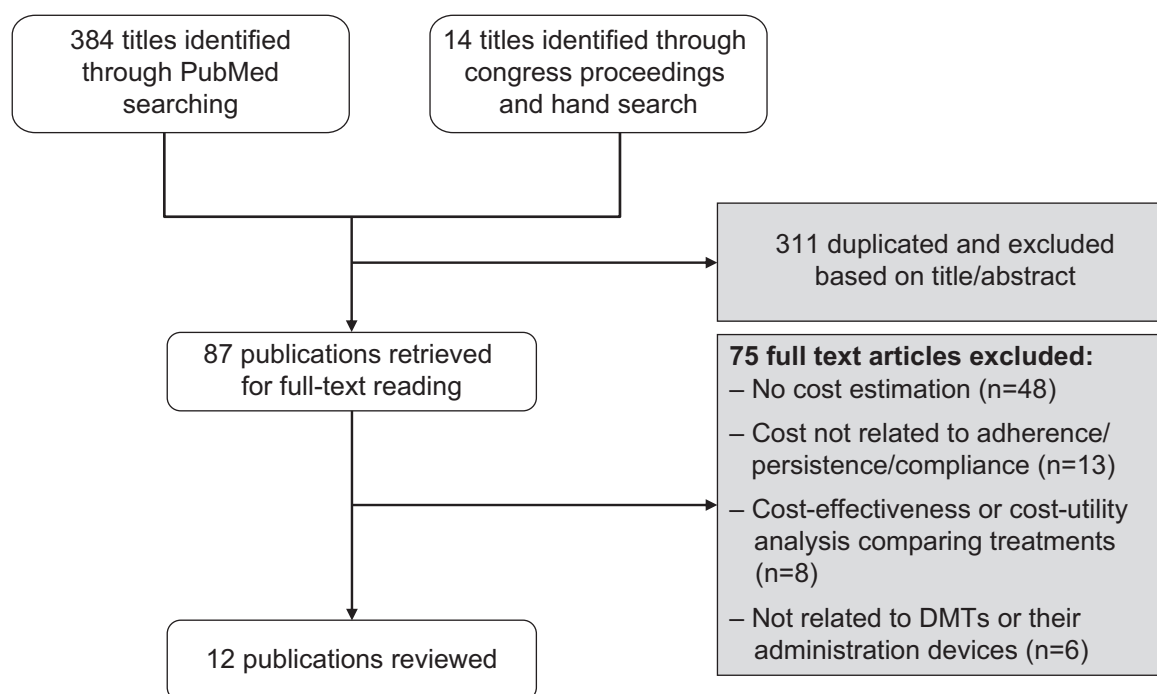 384 titles identified
through PubMed
searching
14 titles identified through
congress proceedings
and hand search
311 duplicated and excluded
based on title/abstract
87 publications retrieved
for full-text reading
75 full text articles excluded:
– No cost estimation (n=48)
– Cost not related to adherence/
persistence/compliance (n=13)
– Cost-effectiveness or cost-utility
analysis comparing treatments
(n=8)
– Not related to DMTs or their
administration devices (n=6)
12 publications reviewed